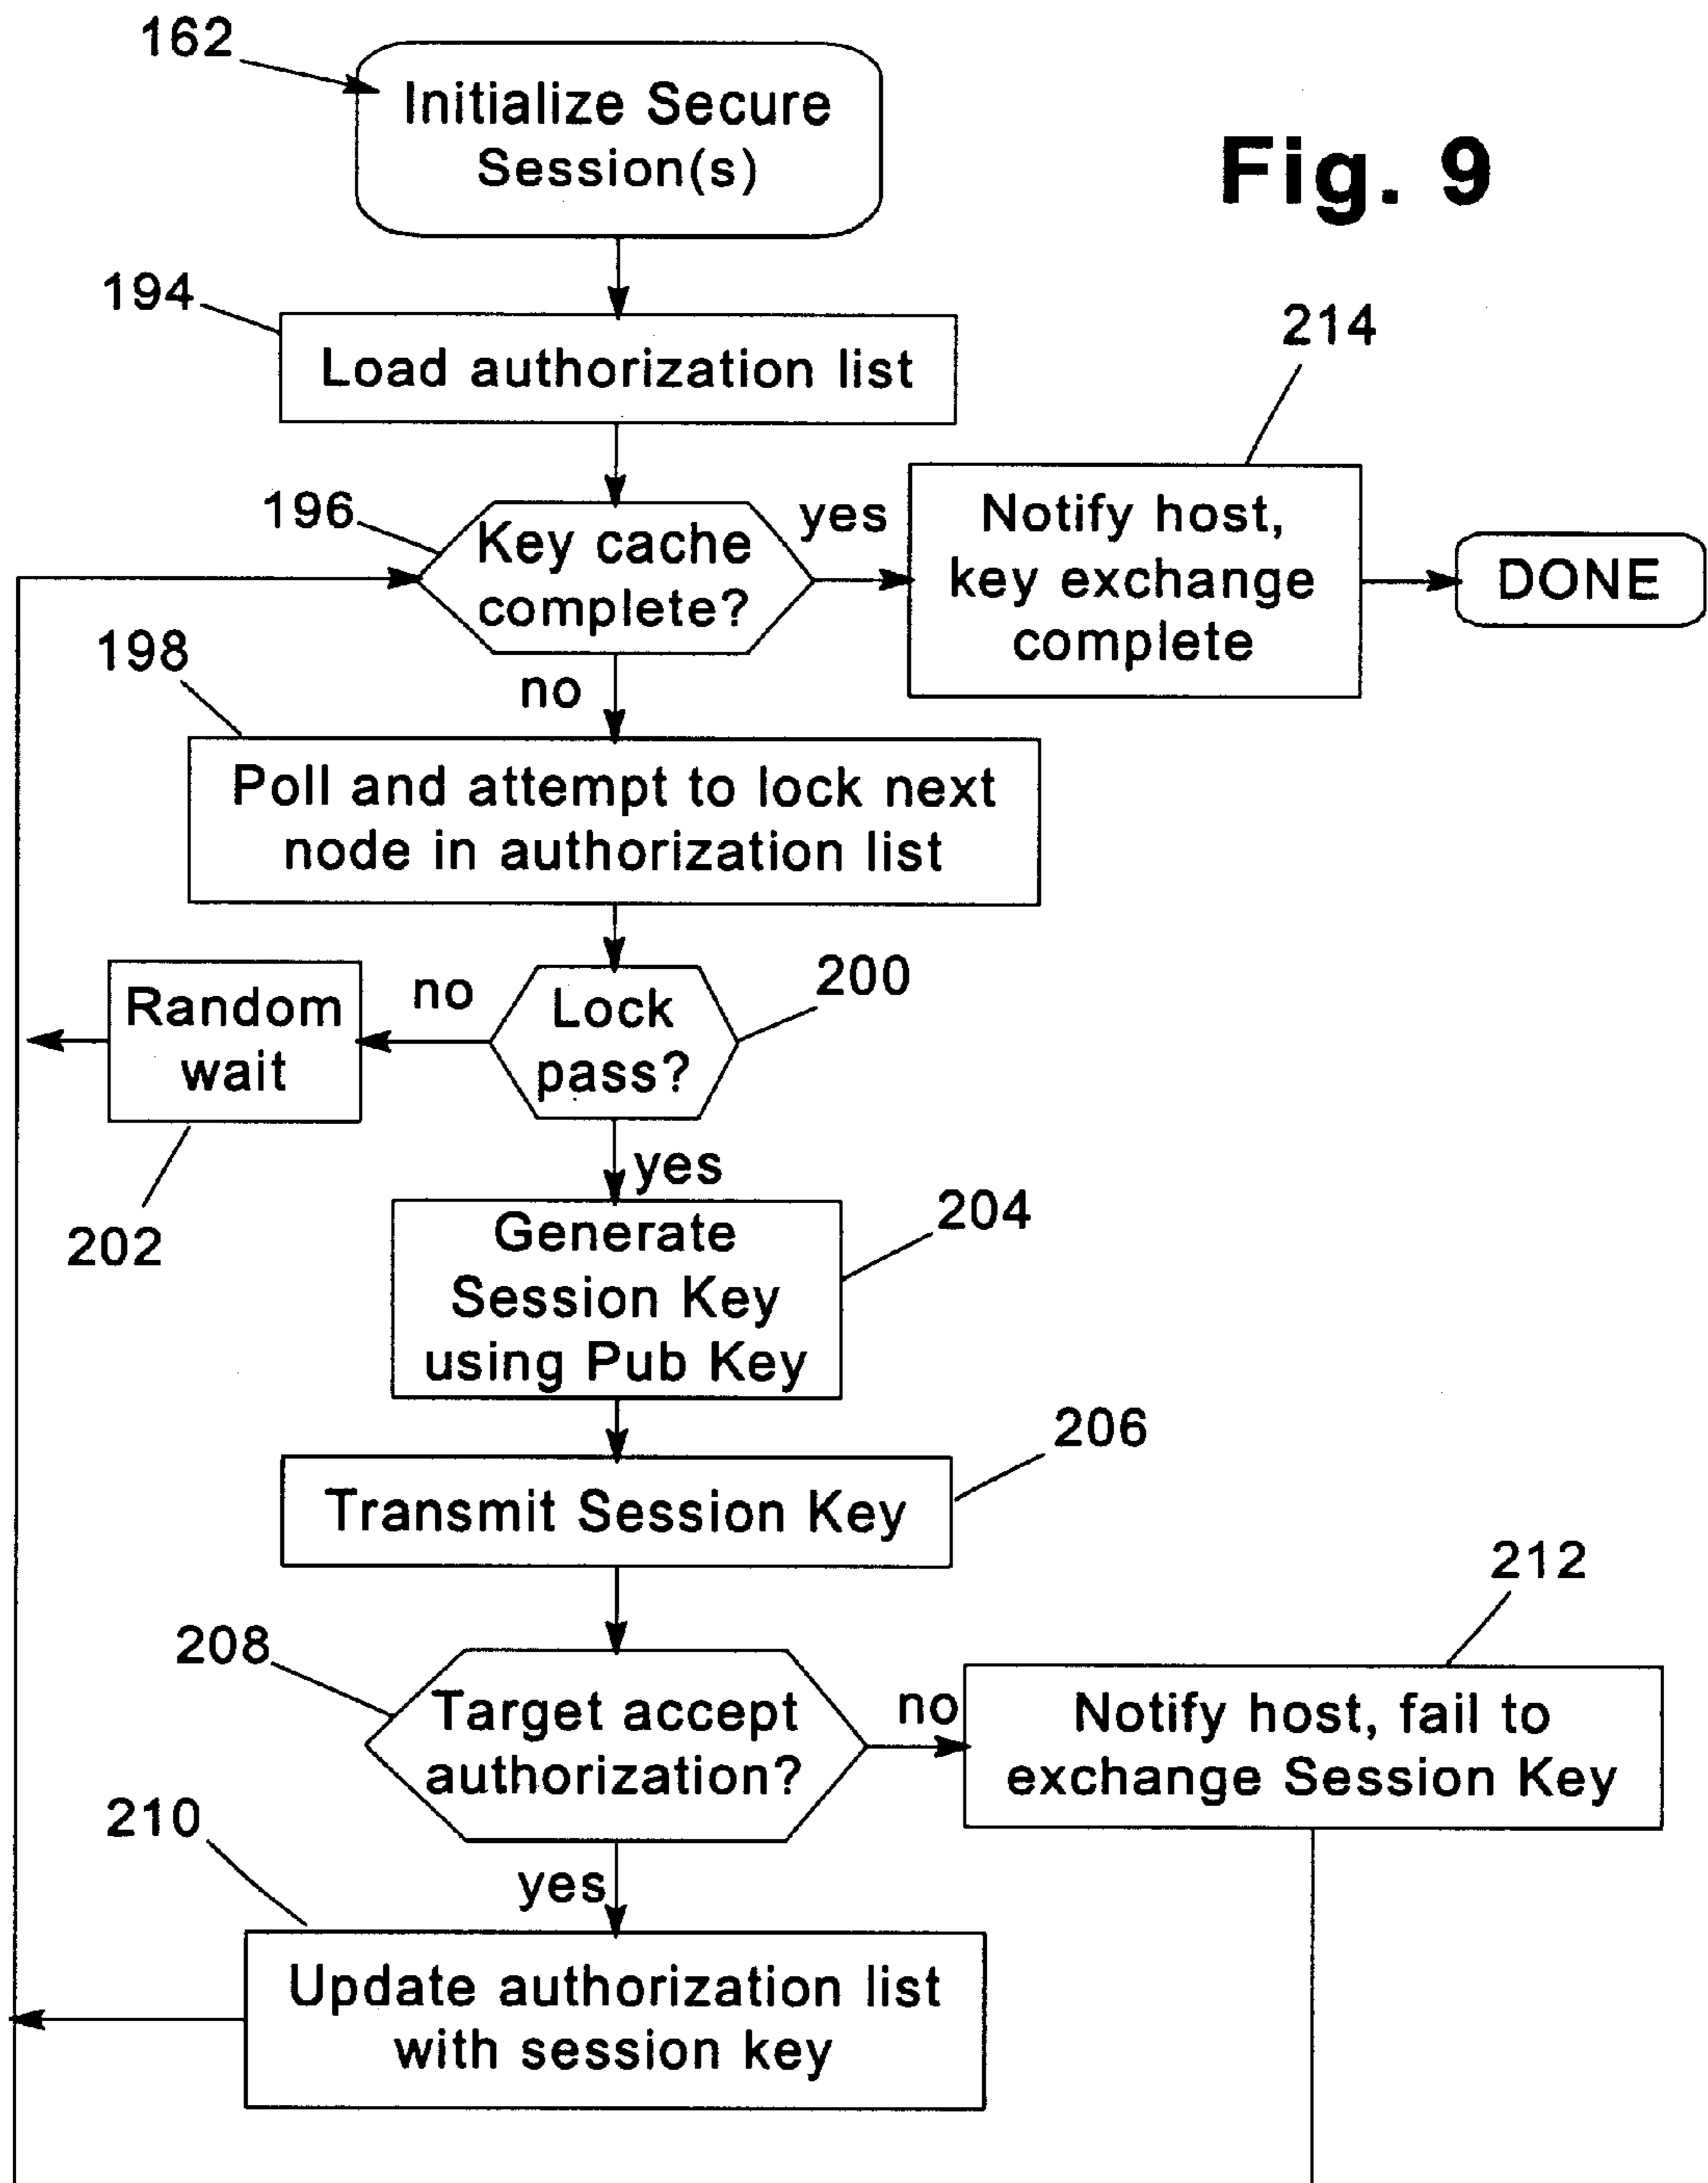 162
Initialize Secure
Session(s)
Fig. 9
194
Load authorization list
214
196
Key cache
complete?
yes
Notify host,
key exchange
complete
DONE
198
no
Poll and attempt to lock next
node in authorization list
200
Random
wait
no
Lock
pass?
202
yes
204
Generate
Session Key
using Pub Key
206
Transmit Session Key
212
208
Target accept
authorization?
no
Notify host, fail to
exchange Session Key
210
yes
Update authorization list
with session key